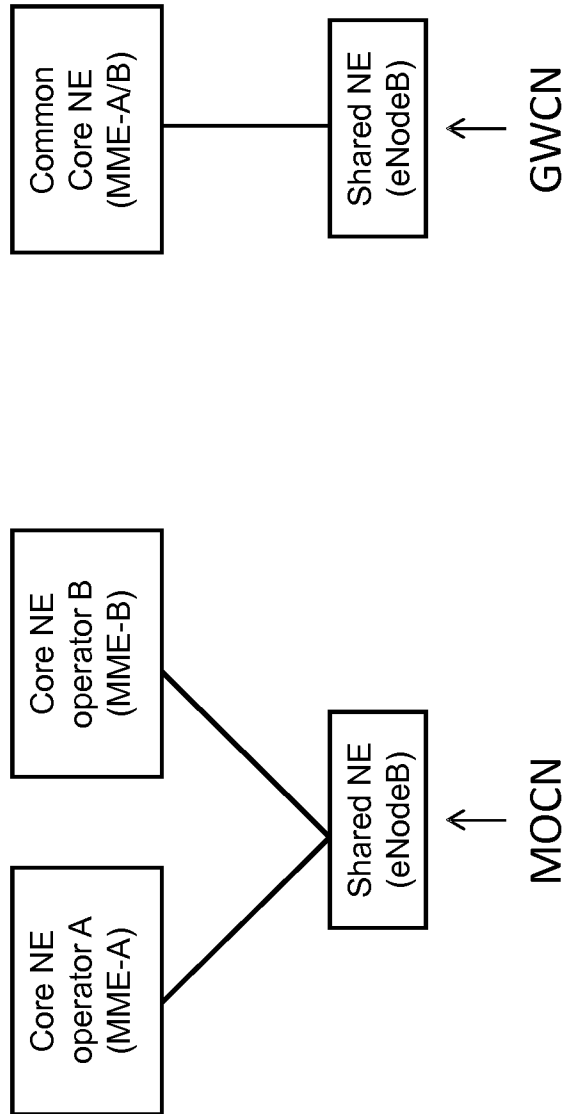 Core NE
operator A
(MME-A)
Core NE
operator B
(MME-B)
Shared NE
(eNodeB)
MOCN
Common
Core NE
(MME-A/B)
Shared NE
(eNodeB)
GWCN